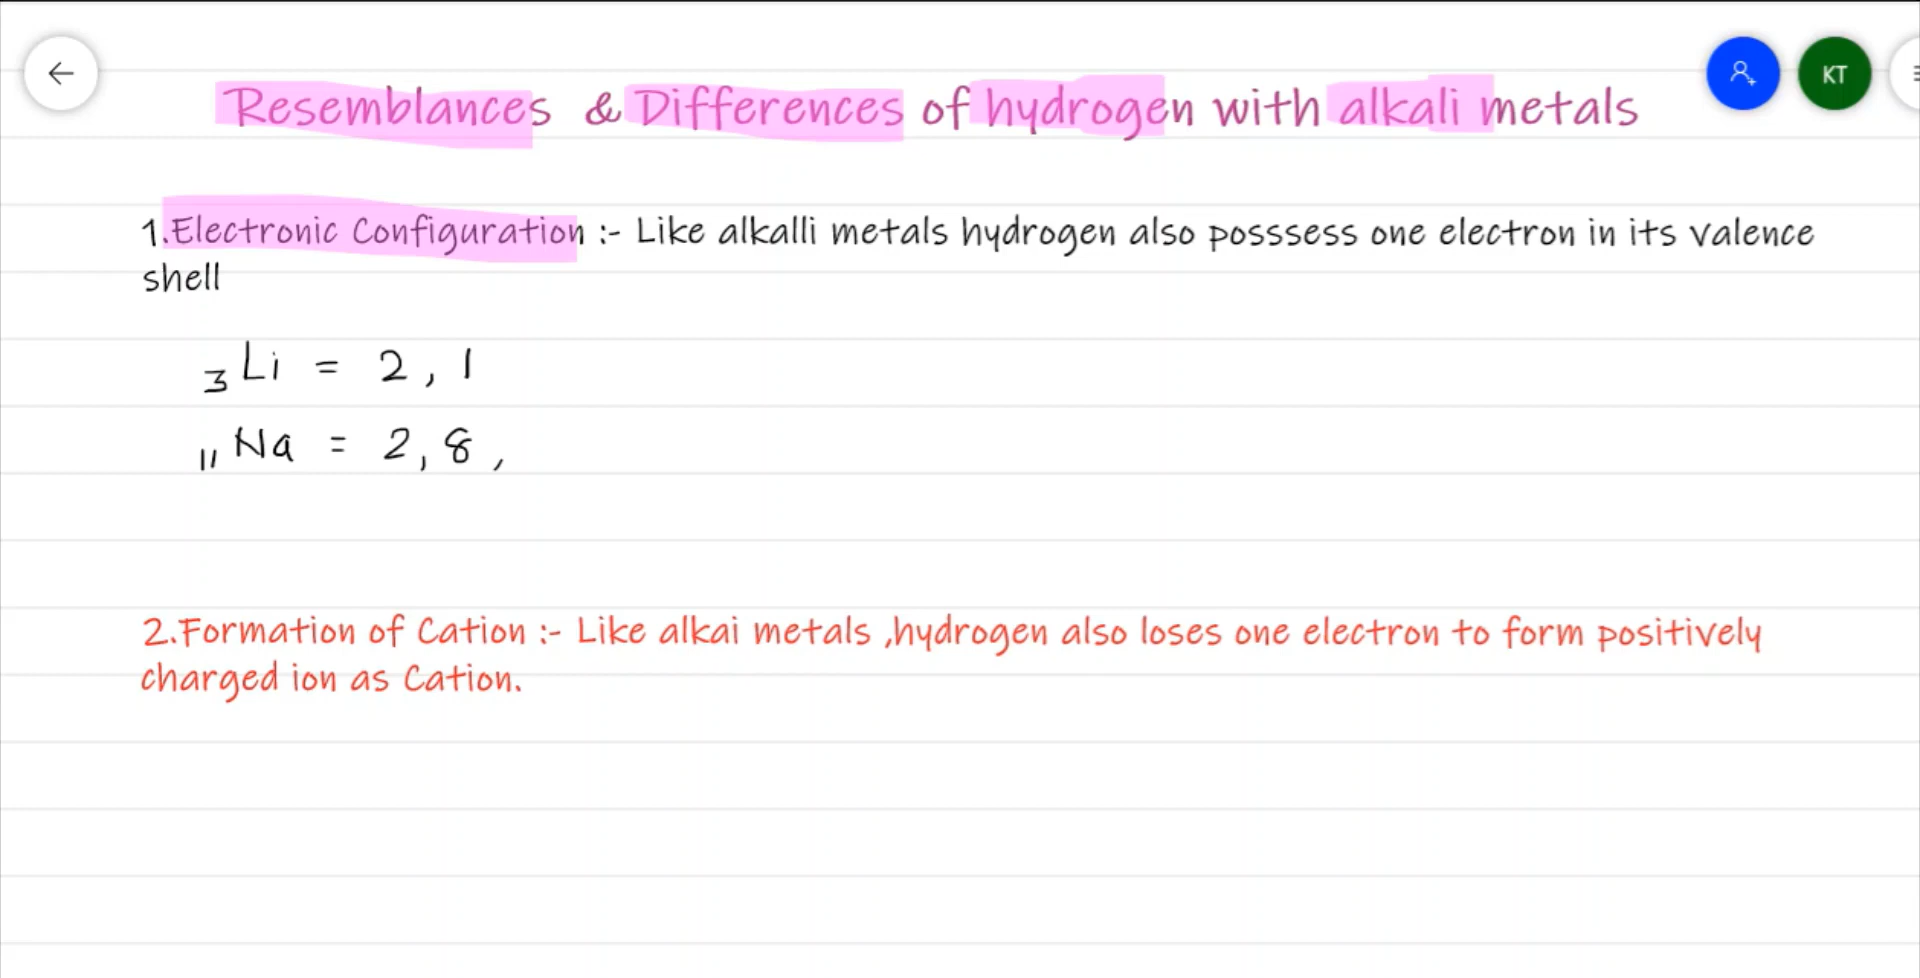 Resemblances & Differences of hydrogen with alkali metals
KT
1.Electronic Configuration :- Like alkalli metals hydrogen also posssess one electron in its valence
shell
₃Li = 2, 1
₁₁Na = 2, 8,
2.Formation of Cation :- Like alkai metals ,hydrogen also loses one electron to form positively
charged ion as Cation.